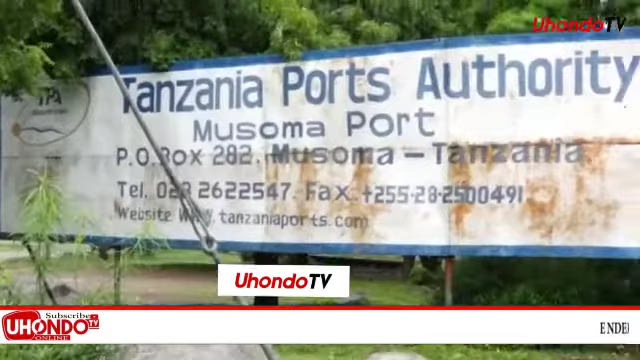 UhondoTV
TPA
Tanzania Ports Authority
Musoma Port
P.O.Box 282, Musoma – Tanzania
Tel. 028 2622547. Fax +255-28-2500491
Website Www.tanzaniaports.com
UhondoTV
Subscribe
UHONDO TV
ONLINE